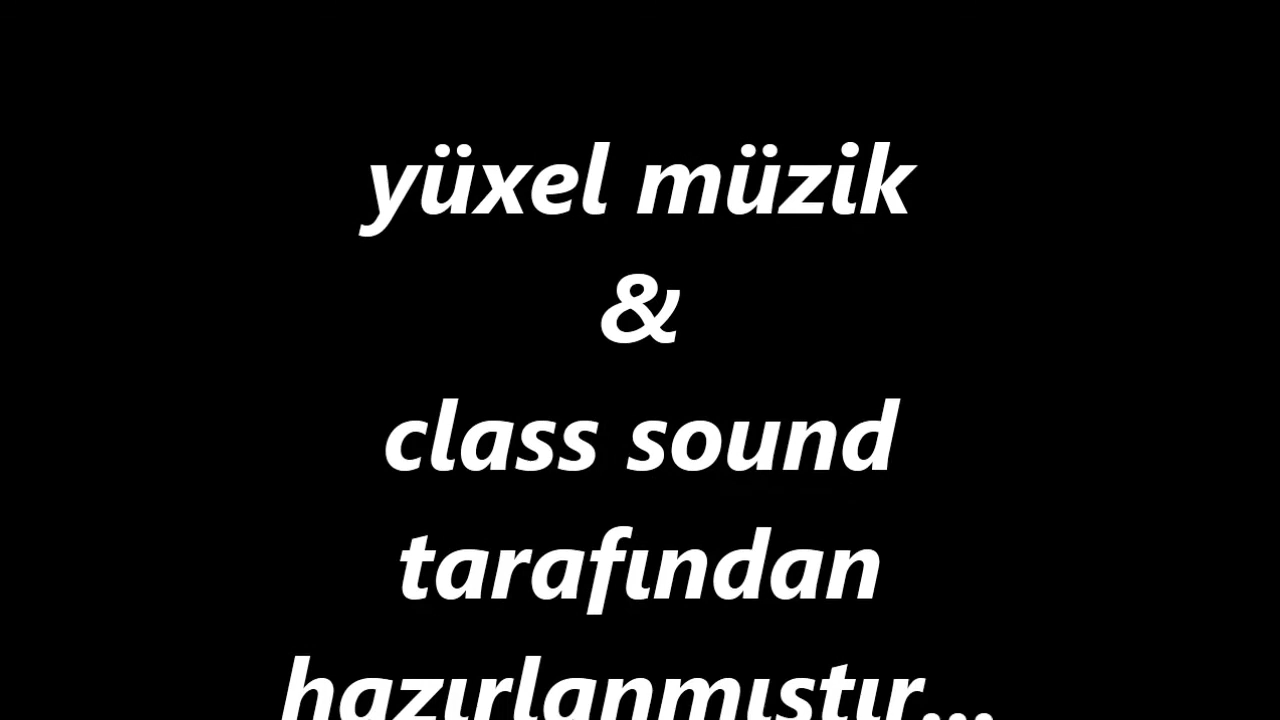 yüxel müzik
&
class sound
tarafından
hazırlanmıştır...